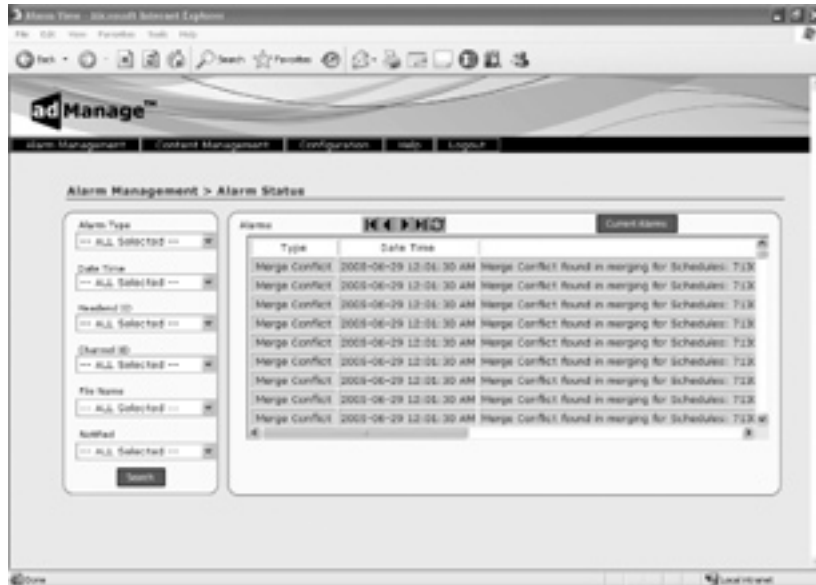 Alarm View - Microsoft Internet Explorer
File Edit View Favorites Tools Help
Back Search Favorites
adManage™
Alarm Management Content Management Configuration Help Logout
Alarm Management > Alarm Status
Alarm Type
-- ALL Selected --
Date Time
-- ALL Selected --
Headend ID
-- ALL Selected --
Channel ID
-- ALL Selected --
File Name
-- ALL Selected --
Notified
-- ALL Selected --
Search
Alarms Current Alarms
Type Date Time
Merge Conflict 2005-06-29 12:01:30 AM Merge Conflict found in merging for Schedules:
Merge Conflict 2005-06-29 12:01:30 AM Merge Conflict found in merging for Schedules:
Merge Conflict 2005-06-29 12:01:30 AM Merge Conflict found in merging for Schedules:
Merge Conflict 2005-06-29 12:01:30 AM Merge Conflict found in merging for Schedules:
Merge Conflict 2005-06-29 12:01:30 AM Merge Conflict found in merging for Schedules:
Merge Conflict 2005-06-29 12:01:30 AM Merge Conflict found in merging for Schedules:
Merge Conflict 2005-06-29 12:01:30 AM Merge Conflict found in merging for Schedules:
Merge Conflict 2005-06-29 12:01:30 AM Merge Conflict found in merging for Schedules:
Merge Conflict 2005-06-29 12:01:30 AM Merge Conflict found in merging for Schedules:
Done Local intranet